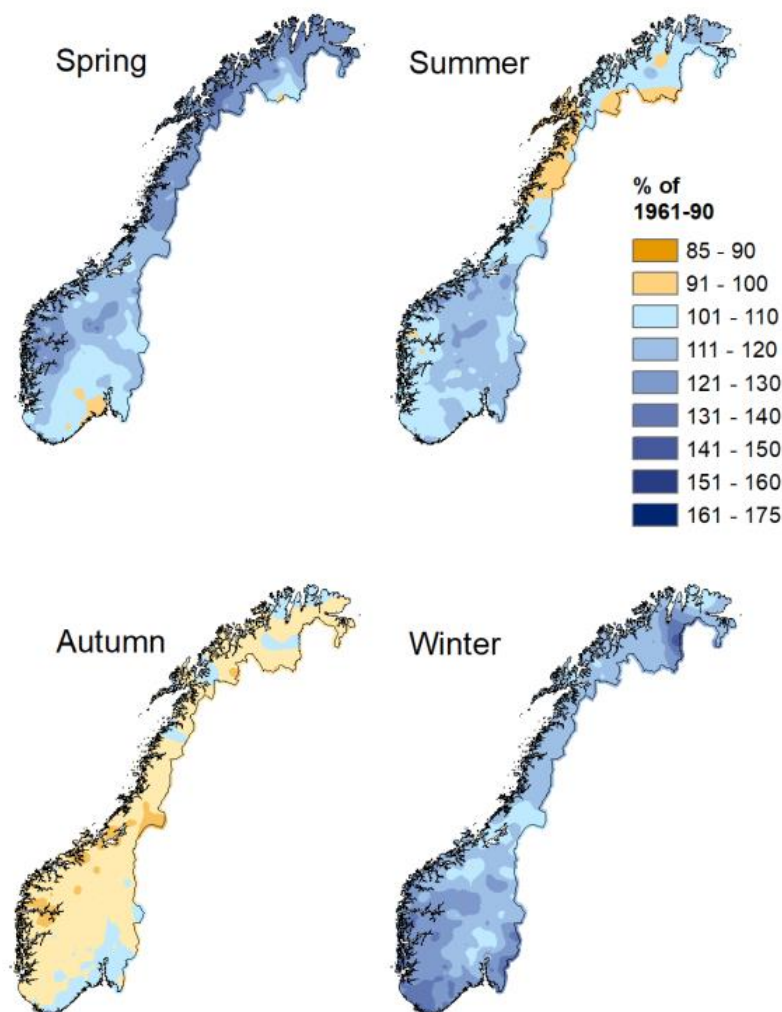 Spring
Summer
% of
1961-90
85 - 90
91 - 100
101 - 110
111 - 120
121 - 130
131 - 140
141 - 150
151 - 160
161 - 175
Autumn
Winter